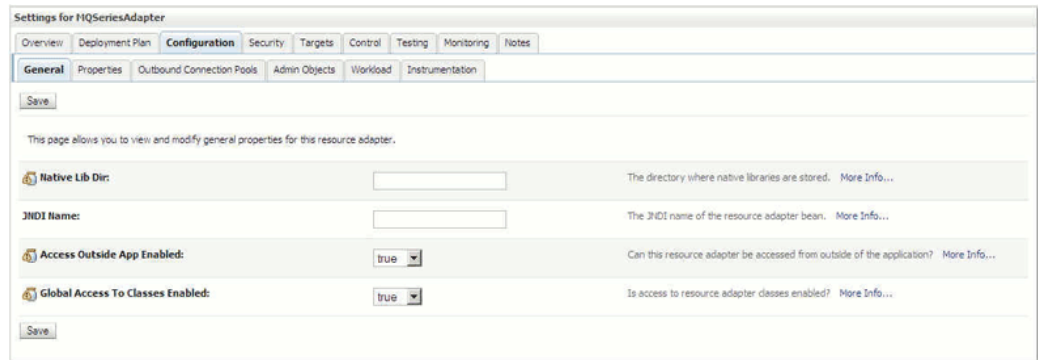 Settings for MQSeriesAdapter
Overview Deployment Plan Configuration Security Targets Control Testing Monitoring Notes
General Properties Outbound Connection Pools Admin Objects Workload Instrumentation
Save
This page allows you to view and modify general properties for this resource adapter.
Native Lib Dir: The directory where native libraries are stored. More Info...
JNDI Name: The JNDI name of the resource adapter bean. More Info...
Access Outside App Enabled: true Can this resource adapter be accessed from outside of the application? More Info...
Global Access To Classes Enabled: true Is access to resource adapter classes enabled? More Info...
Save